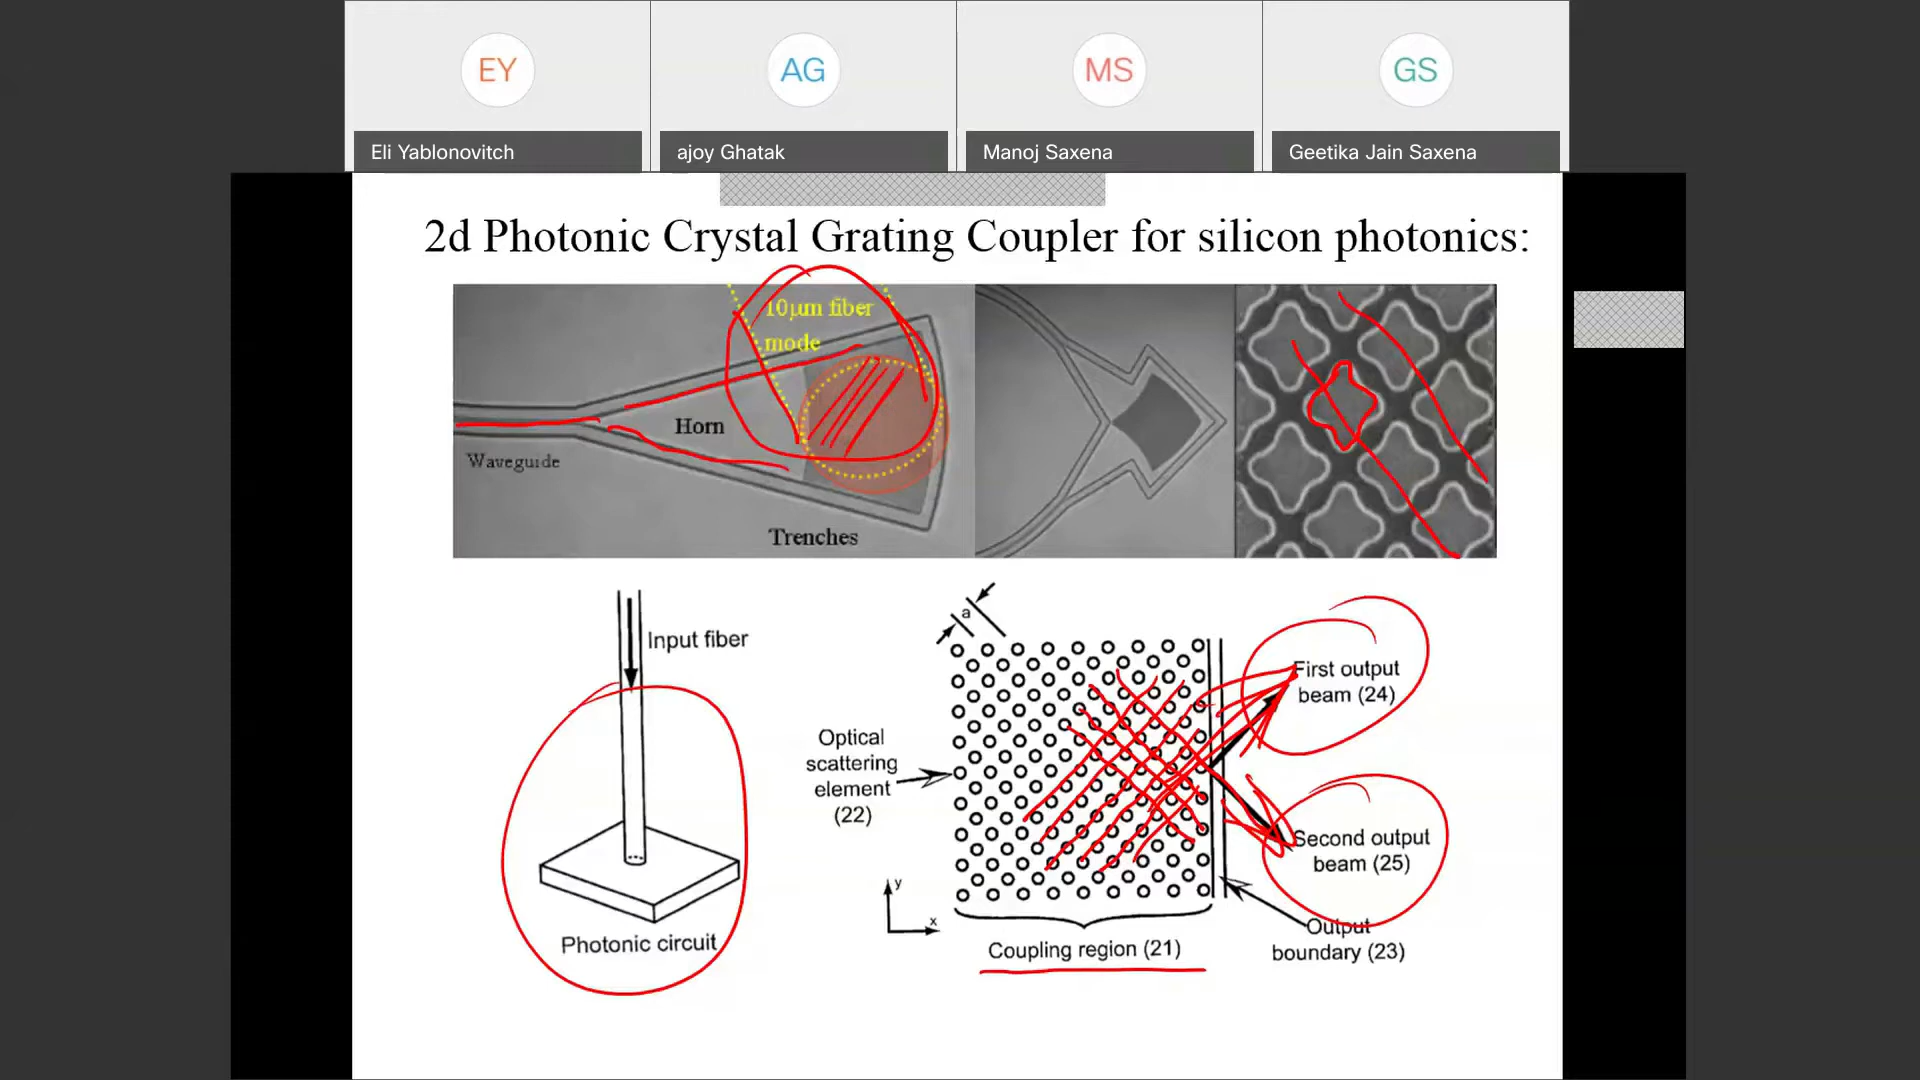 EY
AG
MS
GS
Eli Yablonovitch
ajoy Ghatak
Manoj Saxena
Geetika Jain Saxena
2d Photonic Crystal Grating Coupler for silicon photonics:
10μm fiber
mode
Horn
Waveguide
Trenches
Input fiber
Photonic circuit
a
Optical
scattering
element
(22)
y
x
Coupling region (21)
First output
beam (24)
Second output
beam (25)
Output
boundary (23)